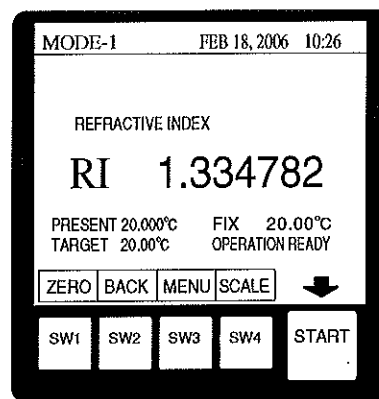 MODE-1 FEB 18, 2006 10:26
REFRACTIVE INDEX
RI 1.334782
PRESENT 20.000°C FIX 20.00°C
TARGET 20.00°C OPERATION READY
ZERO BACK MENU SCALE
SW1 SW2 SW3 SW4 START